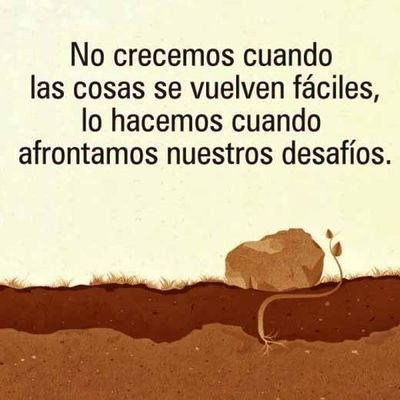 No crecemos cuando
las cosas se vuelven fáciles,
lo hacemos cuando
afrontamos nuestros desafíos.